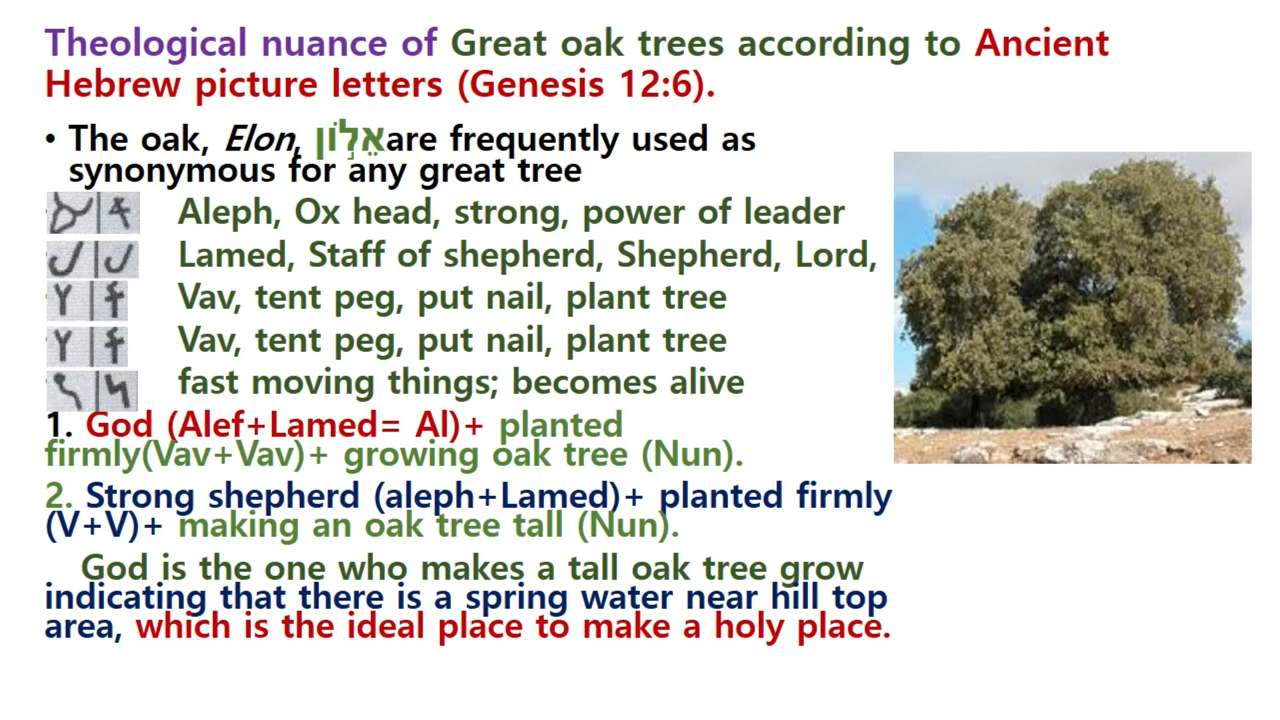 Theological nuance of Great oak trees according to Ancient
Hebrew picture letters (Genesis 12:6).
• The oak, Elon, אֵלְוֹןare frequently used as
synonymous for any great tree
Aleph, Ox head, strong, power of leader
Lamed, Staff of shepherd, Shepherd, Lord,
Vav, tent peg, put nail, plant tree
Vav, tent peg, put nail, plant tree
fast moving things; becomes alive
1. God (Alef+Lamed= Al)+ planted
firmly(Vav+Vav)+ growing oak tree (Nun).
2. Strong shepherd (aleph+Lamed)+ planted firmly
(V+V)+ making an oak tree tall (Nun).
God is the one who makes a tall oak tree grow
indicating that there is a spring water near hill top
area, which is the ideal place to make a holy place.